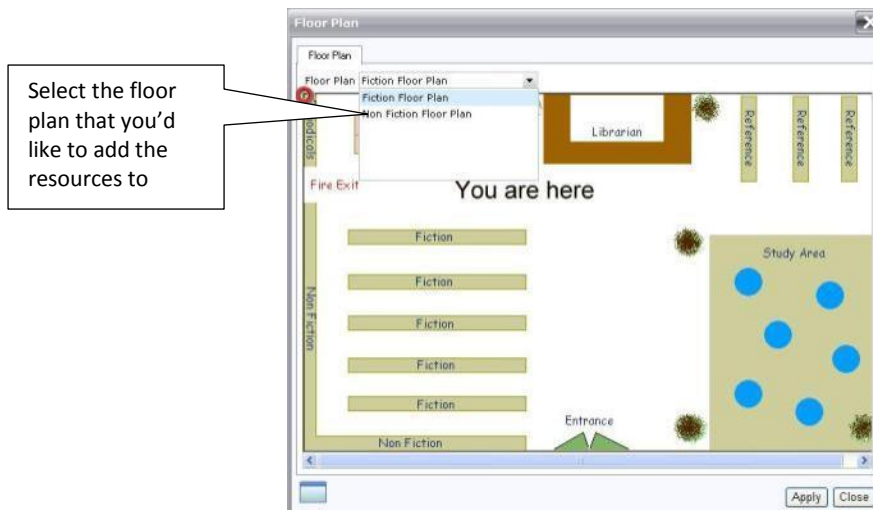 Floor Plan
Floor Plan
Floor Plan Fiction Floor Plan
Fiction Floor Plan
Non Fiction Floor Plan
Select the floor
plan that you'd
like to add the
resources to
Librarian
Reference
Reference
Reference
Fire Exit
You are here
Fiction
Study Area
Fiction
Non Fiction
Fiction
Fiction
Fiction
Entrance
Non Fiction
Apply Close